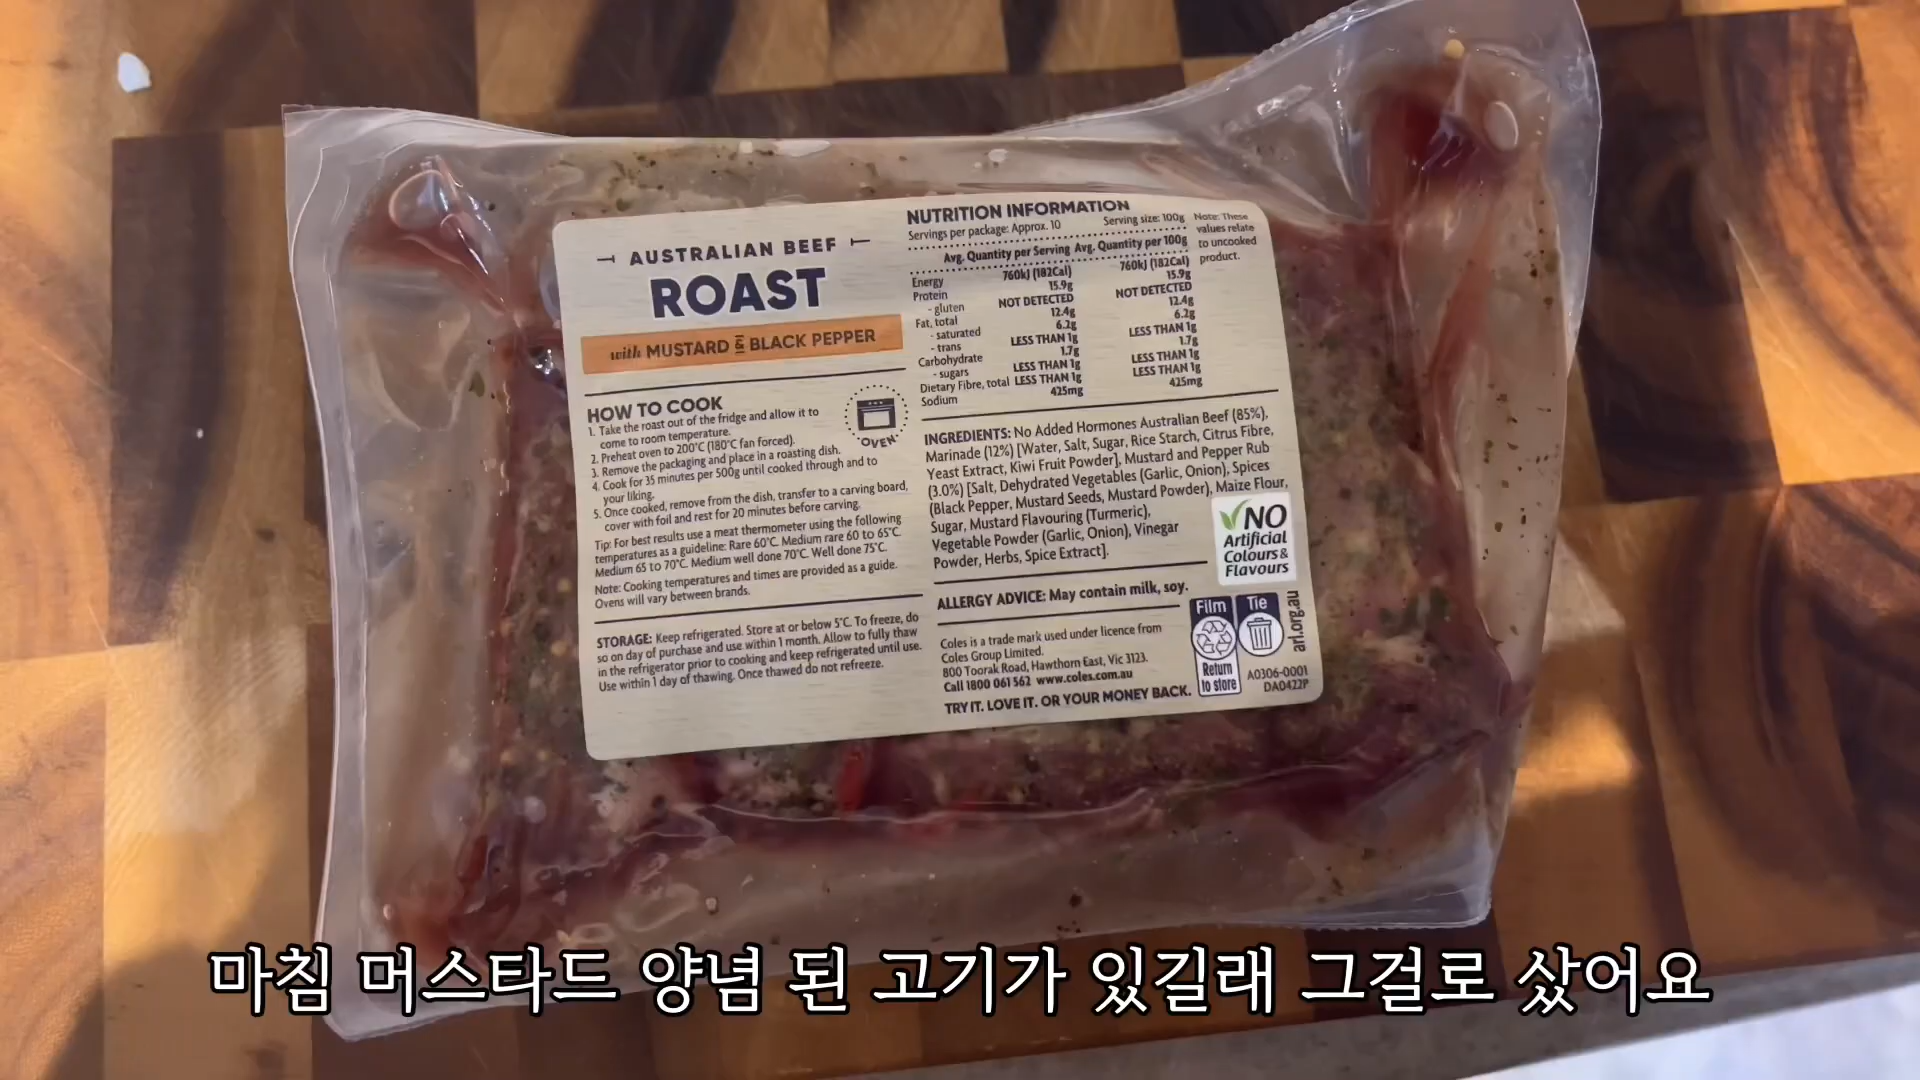 AUSTRALIAN BEEF
ROAST
with MUSTARD & BLACK PEPPER
HOW TO COOK
1. Take the roast out of the fridge and allow it to
come to room temperature.
2. Preheat oven to 200°C (180°C fan forced).
3. Remove the packaging and place in a roasting dish.
4. Cook for 35 minutes per 500g until cooked through and to
your liking.
5. Once cooked, remove from the dish, transfer to a carving board,
cover with foil and rest for 20 minutes before carving.
OVEN
Tip: For best results use a meat thermometer using the following
temperatures as a guideline: Rare 60°C. Medium rare 60 to 65°C
Medium 65 to 70°C. Medium well done 70°C. Well done 75°C.
Note: Cooking temperatures and times are provided as a guide.
Ovens will vary between brands.
STORAGE: Keep refrigerated. Store at or below 5°C. To freeze, do
so on day of purchase and use within 1 month. Allow to fully thaw
in the refrigerator prior to cooking and keep refrigerated until use.
Use within 1 day of thawing. Once thawed do not refreeze.
NUTRITION INFORMATION
Servings per package: Approx. 10 Serving size: 100g
Avg. Quantity per Serving Avg. Quantity per 100g
Energy 760kJ (182Cal) 760kJ (182Cal)
Protein 15.9g 15.9g
- gluten NOT DETECTED NOT DETECTED
Fat, total 12.4g 12.4g
- saturated 6.2g 6.2g
- trans LESS THAN 1g LESS THAN 1g
Carbohydrate 1.7g 1.7g
- sugars LESS THAN 1g LESS THAN 1g
Dietary Fibre, total LESS THAN 1g LESS THAN 1g
Sodium 425mg 425mg
Note: These
values relate
to uncooked
product.
INGREDIENTS: No Added Hormones Australian Beef (85%),
Marinade (12%) [Water, Salt, Sugar, Rice Starch, Citrus Fibre,
Yeast Extract, Kiwi Fruit Powder], Mustard and Pepper Rub
(3.0%) [Salt, Dehydrated Vegetables (Garlic, Onion), Spices
(Black Pepper, Mustard Seeds, Mustard Powder), Maize Flour,
Sugar, Mustard Flavouring (Turmeric),
Vegetable Powder (Garlic, Onion), Vinegar
Powder, Herbs, Spice Extract].
NO
Artificial
Colours &
Flavours
ALLERGY ADVICE: May contain milk, soy.
Coles is a trade mark used under licence from
Coles Group Limited.
800 Toorak Road, Hawthorn East, Vic 3123.
Call 1800 061 562 www.coles.com.au
TRY IT. LOVE IT. OR YOUR MONEY BACK.
Film
Return
to store
Tie
arl.org.au
A0306-0001
DA0422P
마침 머스타드 양념 된 고기가 있길래 그걸로 샀어요